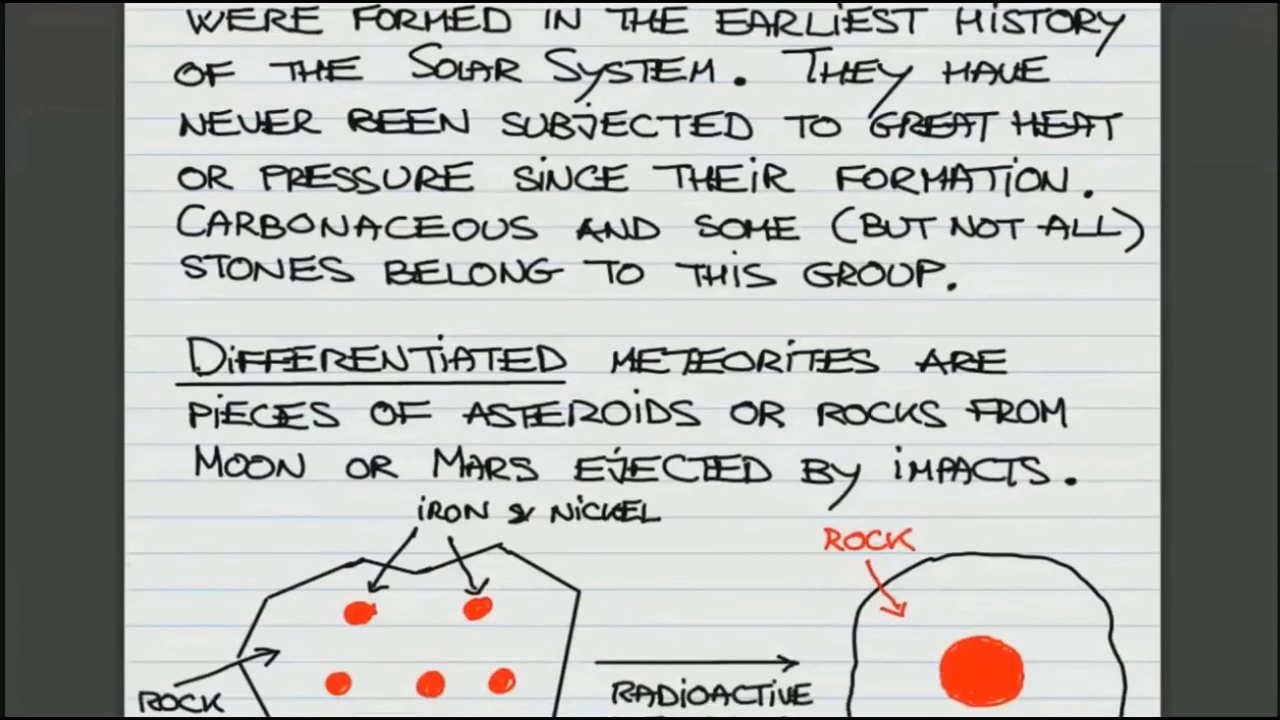 WERE FORMED IN THE EARLIEST HISTORY
OF THE SOLAR SYSTEM. THEY HAVE
NEVER BEEN SUBJECTED TO GREAT HEAT
OR PRESSURE SINCE THEIR FORMATION.
CARBONACEOUS AND SOME (BUT NOT ALL)
STONES BELONG TO THIS GROUP.
DIFFERENTIATED METEORITES ARE
PIECES OF ASTEROIDS OR ROCKS FROM
MOON OR MARS EJECTED BY IMPACTS.
IRON & NICKEL
ROCK
ROCK
RADIOACTIVE